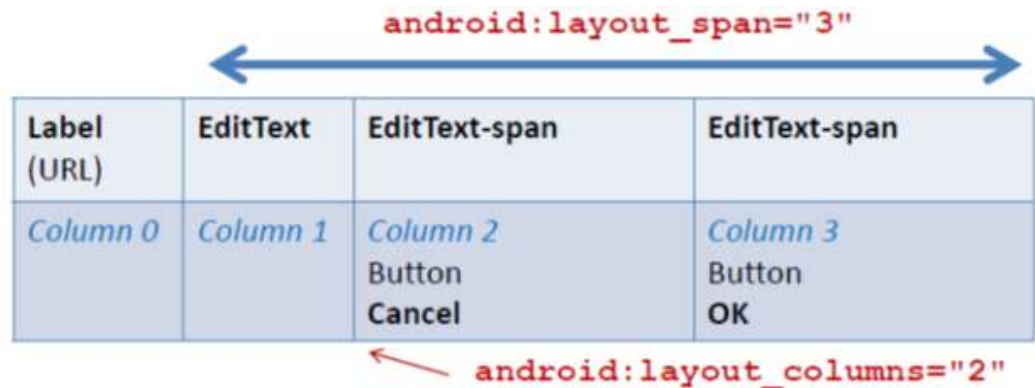 android:layout_span="3"
Label EditText EditText-span EditText-span
(URL)
Column 0 Column 1 Column 2 Column 3
Button Button
Cancel OK
android:layout_columns="2"